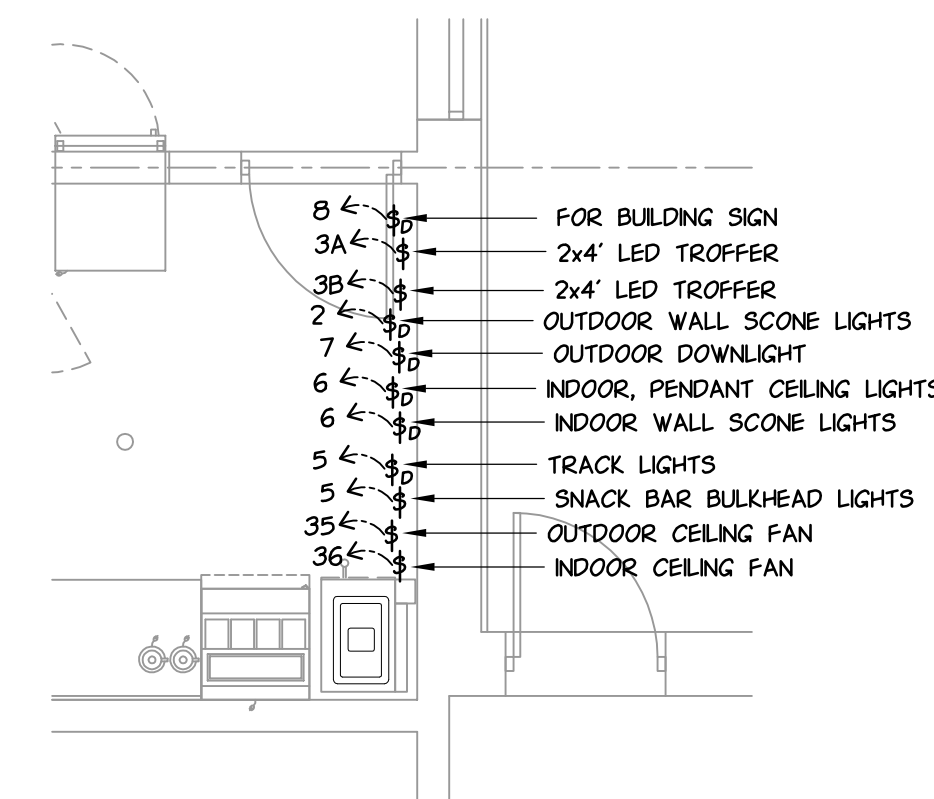 8 $D FOR BUILDING SIGN
3A $ 2x4' LED TROFFER
3B $ 2x4' LED TROFFER
2 $D OUTDOOR WALL SCONE LIGHTS
7 $D OUTDOOR DOWNLIGHT
6 $D INDOOR, PENDANT CEILING LIGHTS
6 $D INDOOR WALL SCONE LIGHTS
5 $D TRACK LIGHTS
5 $ SNACK BAR BULKHEAD LIGHTS
35 $ OUTDOOR CEILING FAN
36 $ INDOOR CEILING FAN